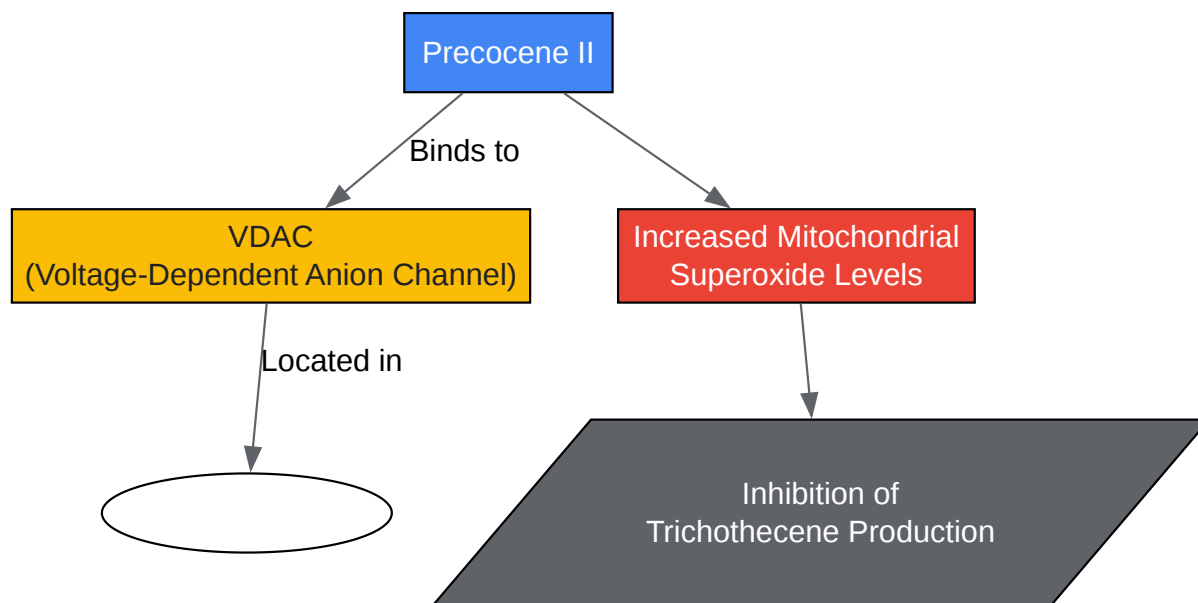 Precocene II
Binds to
VDAC
(Voltage-Dependent Anion Channel)
Increased Mitochondrial
Superoxide Levels
Located in
Inhibition of
Trichothecene Production